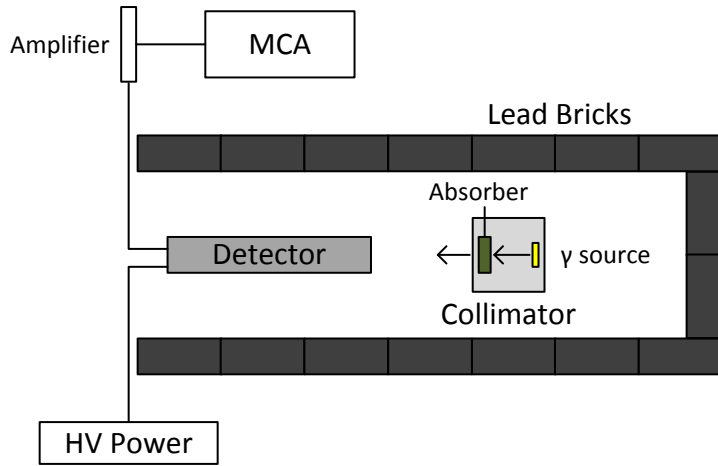 Amplifier
MCA
Lead Bricks
Absorber
Detector
γ source
Collimator
HV Power